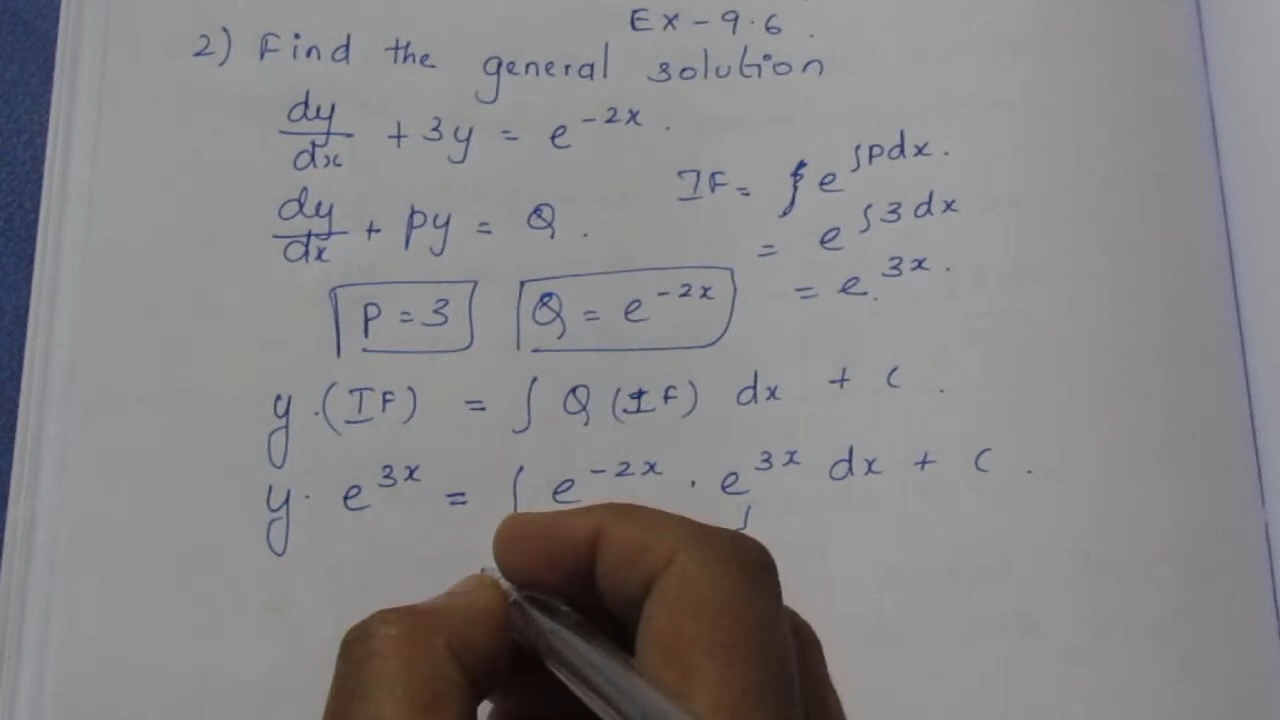 Ex-9.6.
2) Find the general solution
dy/dx + 3y = e^{-2x}.
dy/dx + Py = Q.
IF = ∫ e^{∫Pdx}.
= e^{∫3dx}
= e^{3x}.
P = 3
Q = e^{-2x}
y.(IF) = ∫ Q (IF) dx + C.
y. e^{3x} = ∫ e^{-2x} . e^{3x} dx + C.